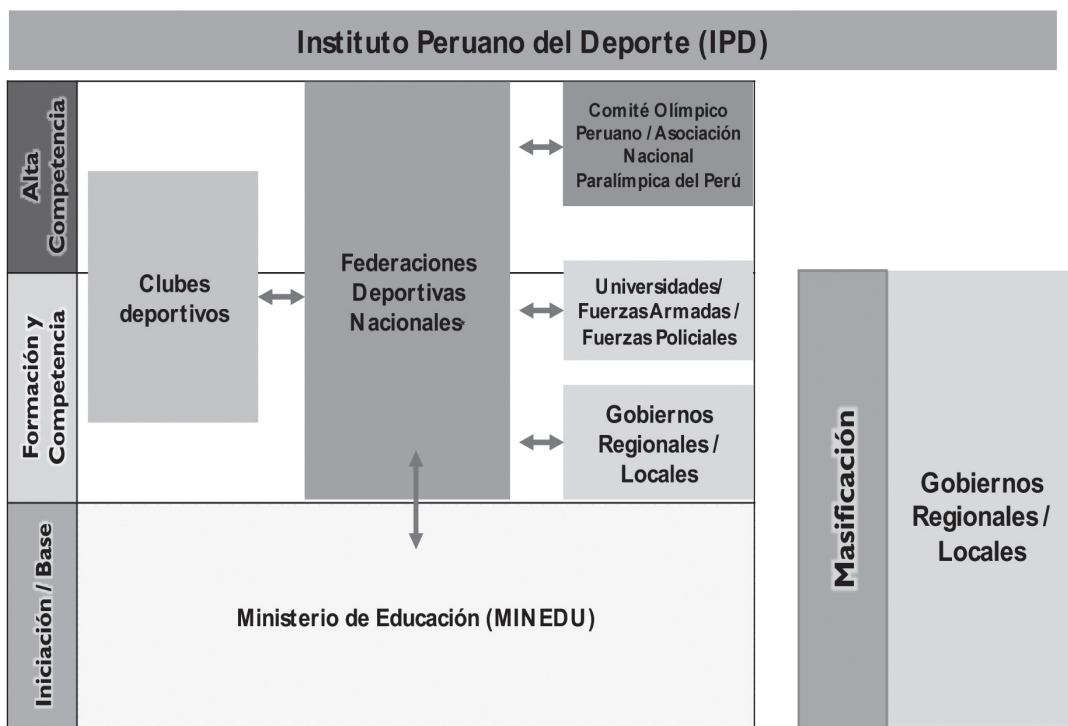 Instituto Peruano del Deporte (IPD)
Alta
Competencia
Clubes
deportivos
Federaciones
Deportivas
Nacionales
Comité Olímpico
Peruano / Asociación
Nacional
Paralímpica del Perú
Formación y
Competencia
Universidades/
Fuerzas Armadas /
Fuerzas Policiales
Gobiernos
Regionales /
Locales
Iniciación / Base
Ministerio de Educación (MINEDU)
Masificación
Gobiernos
Regionales /
Locales